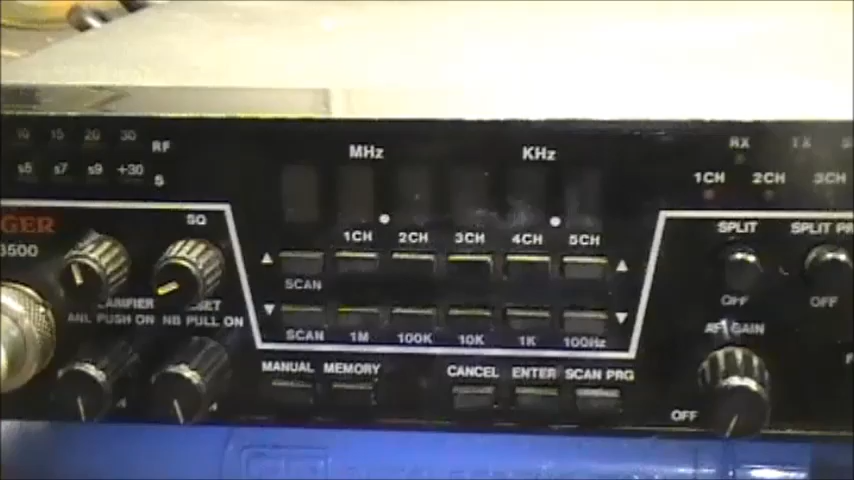 10 15 20 30 RF
s5 s7 s9 +30 S
MHz KHz
RX TX
1CH 2CH 3CH
GER
3500
SQ
1CH 2CH 3CH 4CH 5CH
SPLIT
SCAN
OFF OFF
ANL PUSH ON NB PULL ON
SCAN 1M 100K 10K 1K 100Hz
AF GAIN
MANUAL MEMORY CANCEL ENTER SCAN PRG
OFF